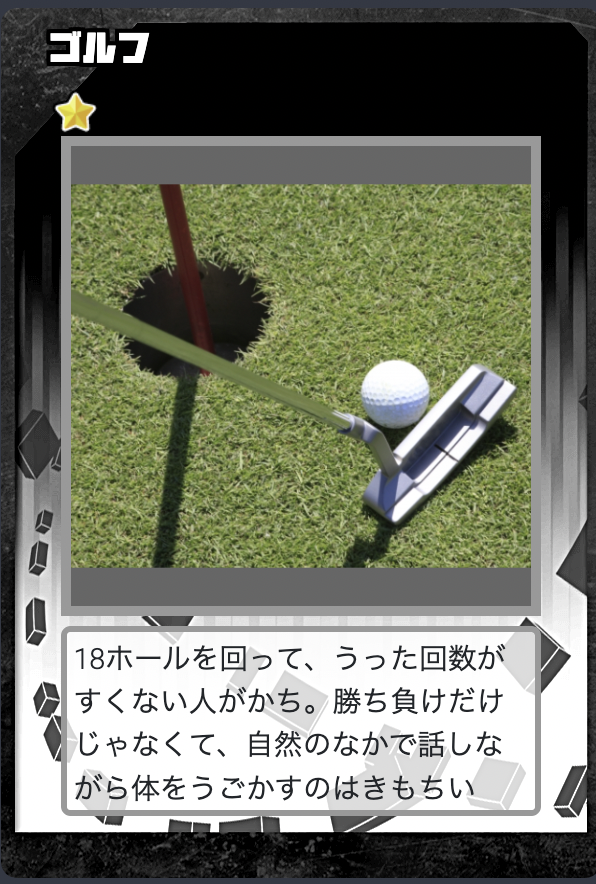 ゴルフ
18ホールを回って、うった回数が
すくない人がかち。勝ち負けだけ
じゃなくて、自然のなかで話しな
がら体をうごかすのはきもちい